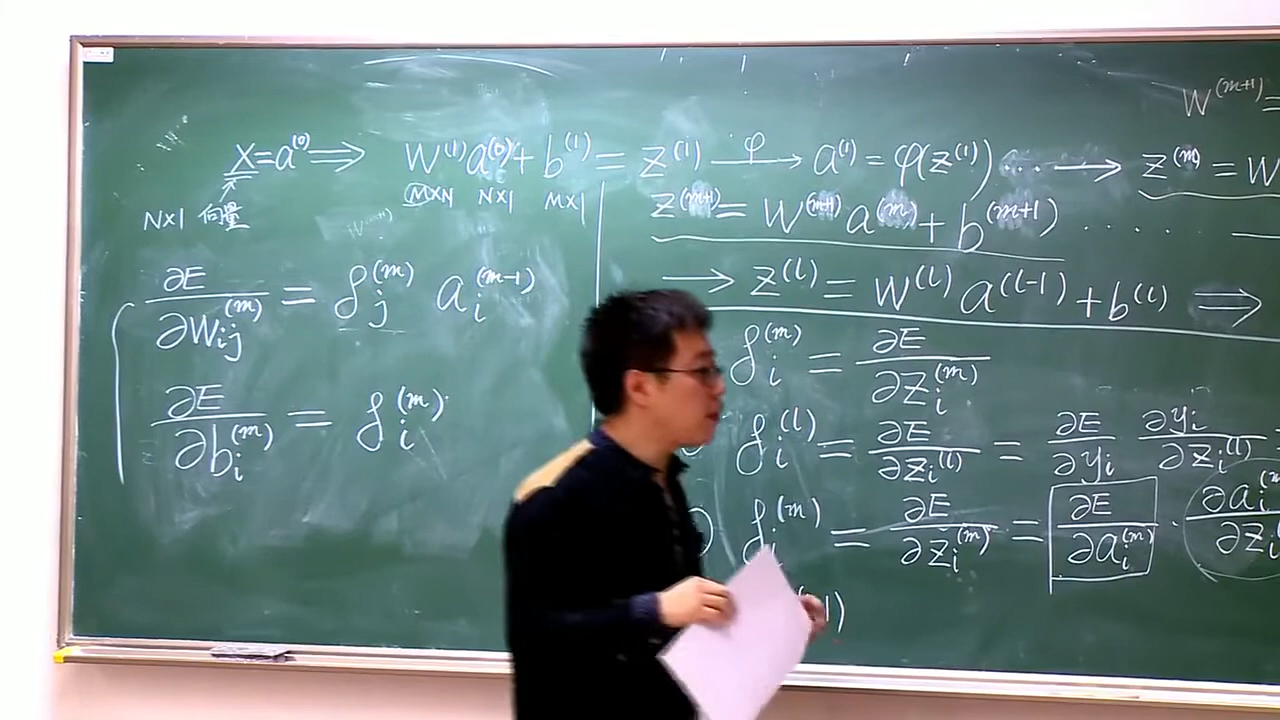 W^(m+1) =
X = a^(0) ⟹ W^(1) a^(0) + b^(1) = z^(1) —φ→ a^(1) = φ(z^(1)) ... → z^(m) = W
M×N N×1 M×1
N×1 向量
z^(m+1) = W^(m+1) a^(m) + b^(m+1) .....
→ z^(l) = W^(l) a^(l-1) + b^(l) ⟹
∂E/∂W_ij^(m) = δ_j^(m) a_i^(m-1)
∂E/∂b_i^(m) = δ_i^(m)
δ_i^(m) = ∂E/∂z_i^(m)
δ_i^(l) = ∂E/∂z_i^(l) = ∂E/∂y_i ∂y_i/∂z_i^(l) =
δ_i^(m) = ∂E/∂z_i^(m) = ∂E/∂a_i^(m) · ∂a_i^(m/∂z_i
1)